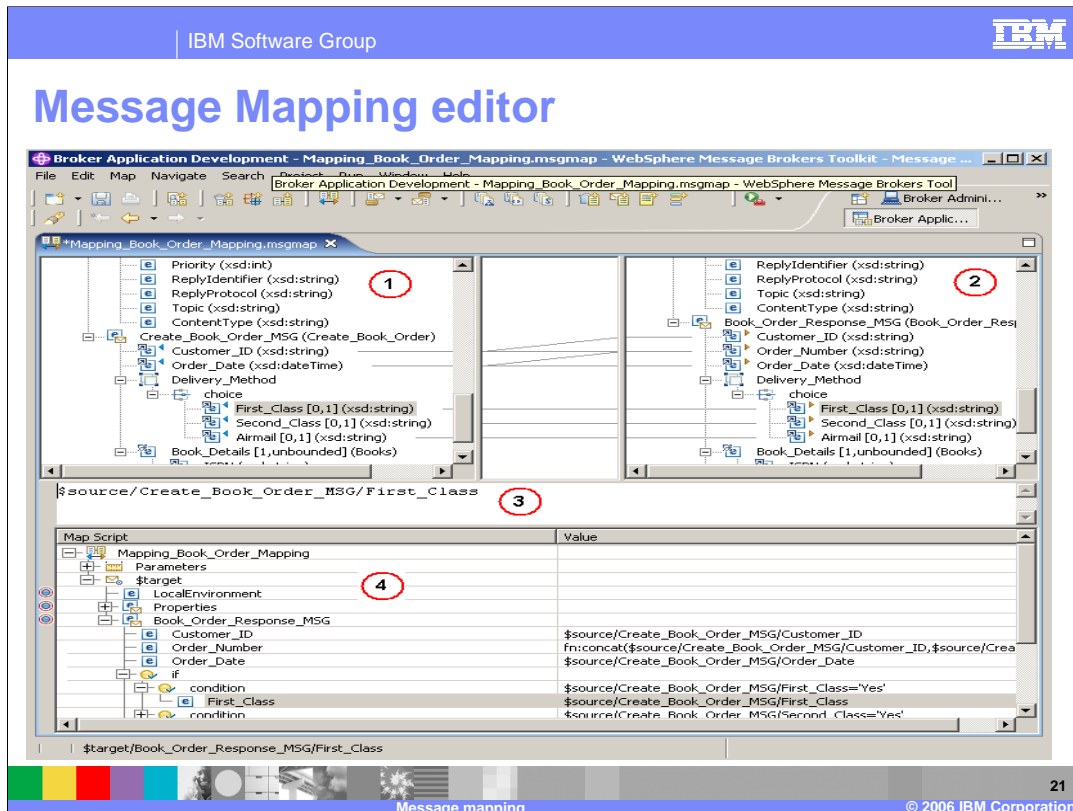 IBM Software Group
IBM
Message Mapping editor
Broker Application Development - Mapping_Book_Order_Mapping.msgmap - WebSphere Message Brokers Toolkit - Message ...
File Edit Map Navigate Search Project Run Window Help
Broker Application Development - Mapping_Book_Order_Mapping.msgmap - WebSphere Message Brokers Tool
Broker Admini...
Broker Applic...
*Mapping_Book_Order_Mapping.msgmap
Priority (xsd:int)
ReplyIdentifier (xsd:string)
ReplyProtocol (xsd:string)
Topic (xsd:string)
ContentType (xsd:string)
Create_Book_Order_MSG (Create_Book_Order)
Customer_ID (xsd:string)
Order_Date (xsd:dateTime)
Delivery_Method
choice
First_Class [0,1] (xsd:string)
Second_Class [0,1] (xsd:string)
Airmail [0,1] (xsd:string)
Book_Details [1,unbounded] (Books)
1
ReplyIdentifier (xsd:string)
ReplyProtocol (xsd:string)
Topic (xsd:string)
ContentType (xsd:string)
Book_Order_Response_MSG (Book_Order_Resp
Customer_ID (xsd:string)
Order_Number (xsd:string)
Order_Date (xsd:dateTime)
Delivery_Method
choice
First_Class [0,1] (xsd:string)
Second_Class [0,1] (xsd:string)
Airmail [0,1] (xsd:string)
Book_Details [1,unbounded] (Books)
2
$source/Create_Book_Order_MSG/First_Class
3
Map Script Value
Mapping_Book_Order_Mapping
Parameters
$target
4
LocalEnvironment
Properties
Book_Order_Response_MSG
Customer_ID $source/Create_Book_Order_MSG/Customer_ID
Order_Number fn:concat($source/Create_Book_Order_MSG/Customer_ID,$source/Crea
Order_Date $source/Create_Book_Order_MSG/Order_Date
if
condition $source/Create_Book_Order_MSG/First_Class='Yes'
First_Class $source/Create_Book_Order_MSG/First_Class
condition $source/Create_Book_Order_MSG/Second_Class='Yes'
$target/Book_Order_Response_MSG/First_Class
21
Message mapping
© 2006 IBM Corporation